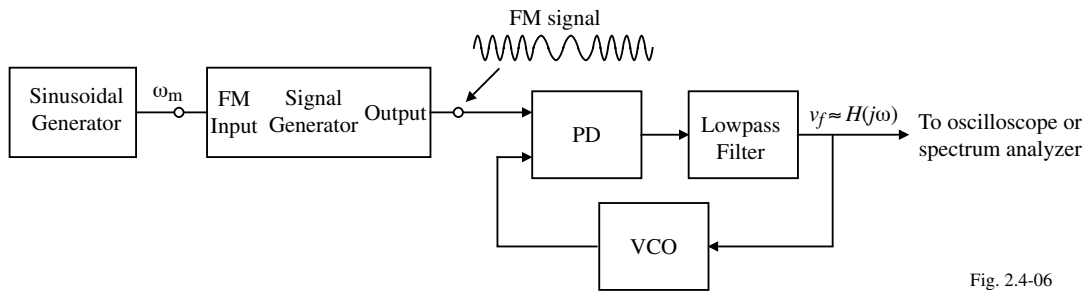 FM signal
Sinusoidal
Generator
ωm
FM
Input
Signal
Generator
Output
PD
Lowpass
Filter
vf ≈ H(jω)
To oscilloscope or
spectrum analyzer
VCO
Fig. 2.4-06